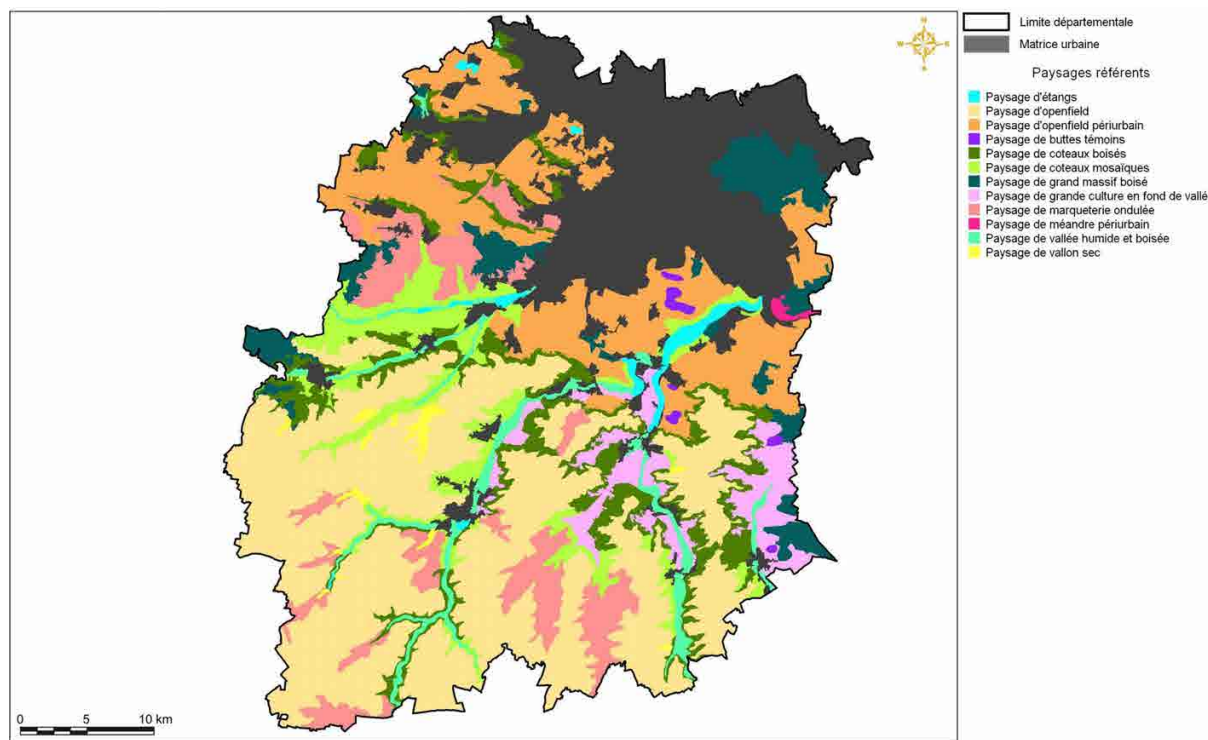 Limite départementale
Matrice urbaine
Paysages référents
Paysage d'étangs
Paysage d'openfield
Paysage d'openfield périurbain
Paysage de buttes témoins
Paysage de coteaux boisés
Paysage de coteaux mosaïques
Paysage de grand massif boisé
Paysage de grande culture en fond de vallé
Paysage de marqueterie ondulée
Paysage de méandre périurbain
Paysage de vallée humide et boisée
Paysage de vallon sec
N
W E
S
0 5 10 km